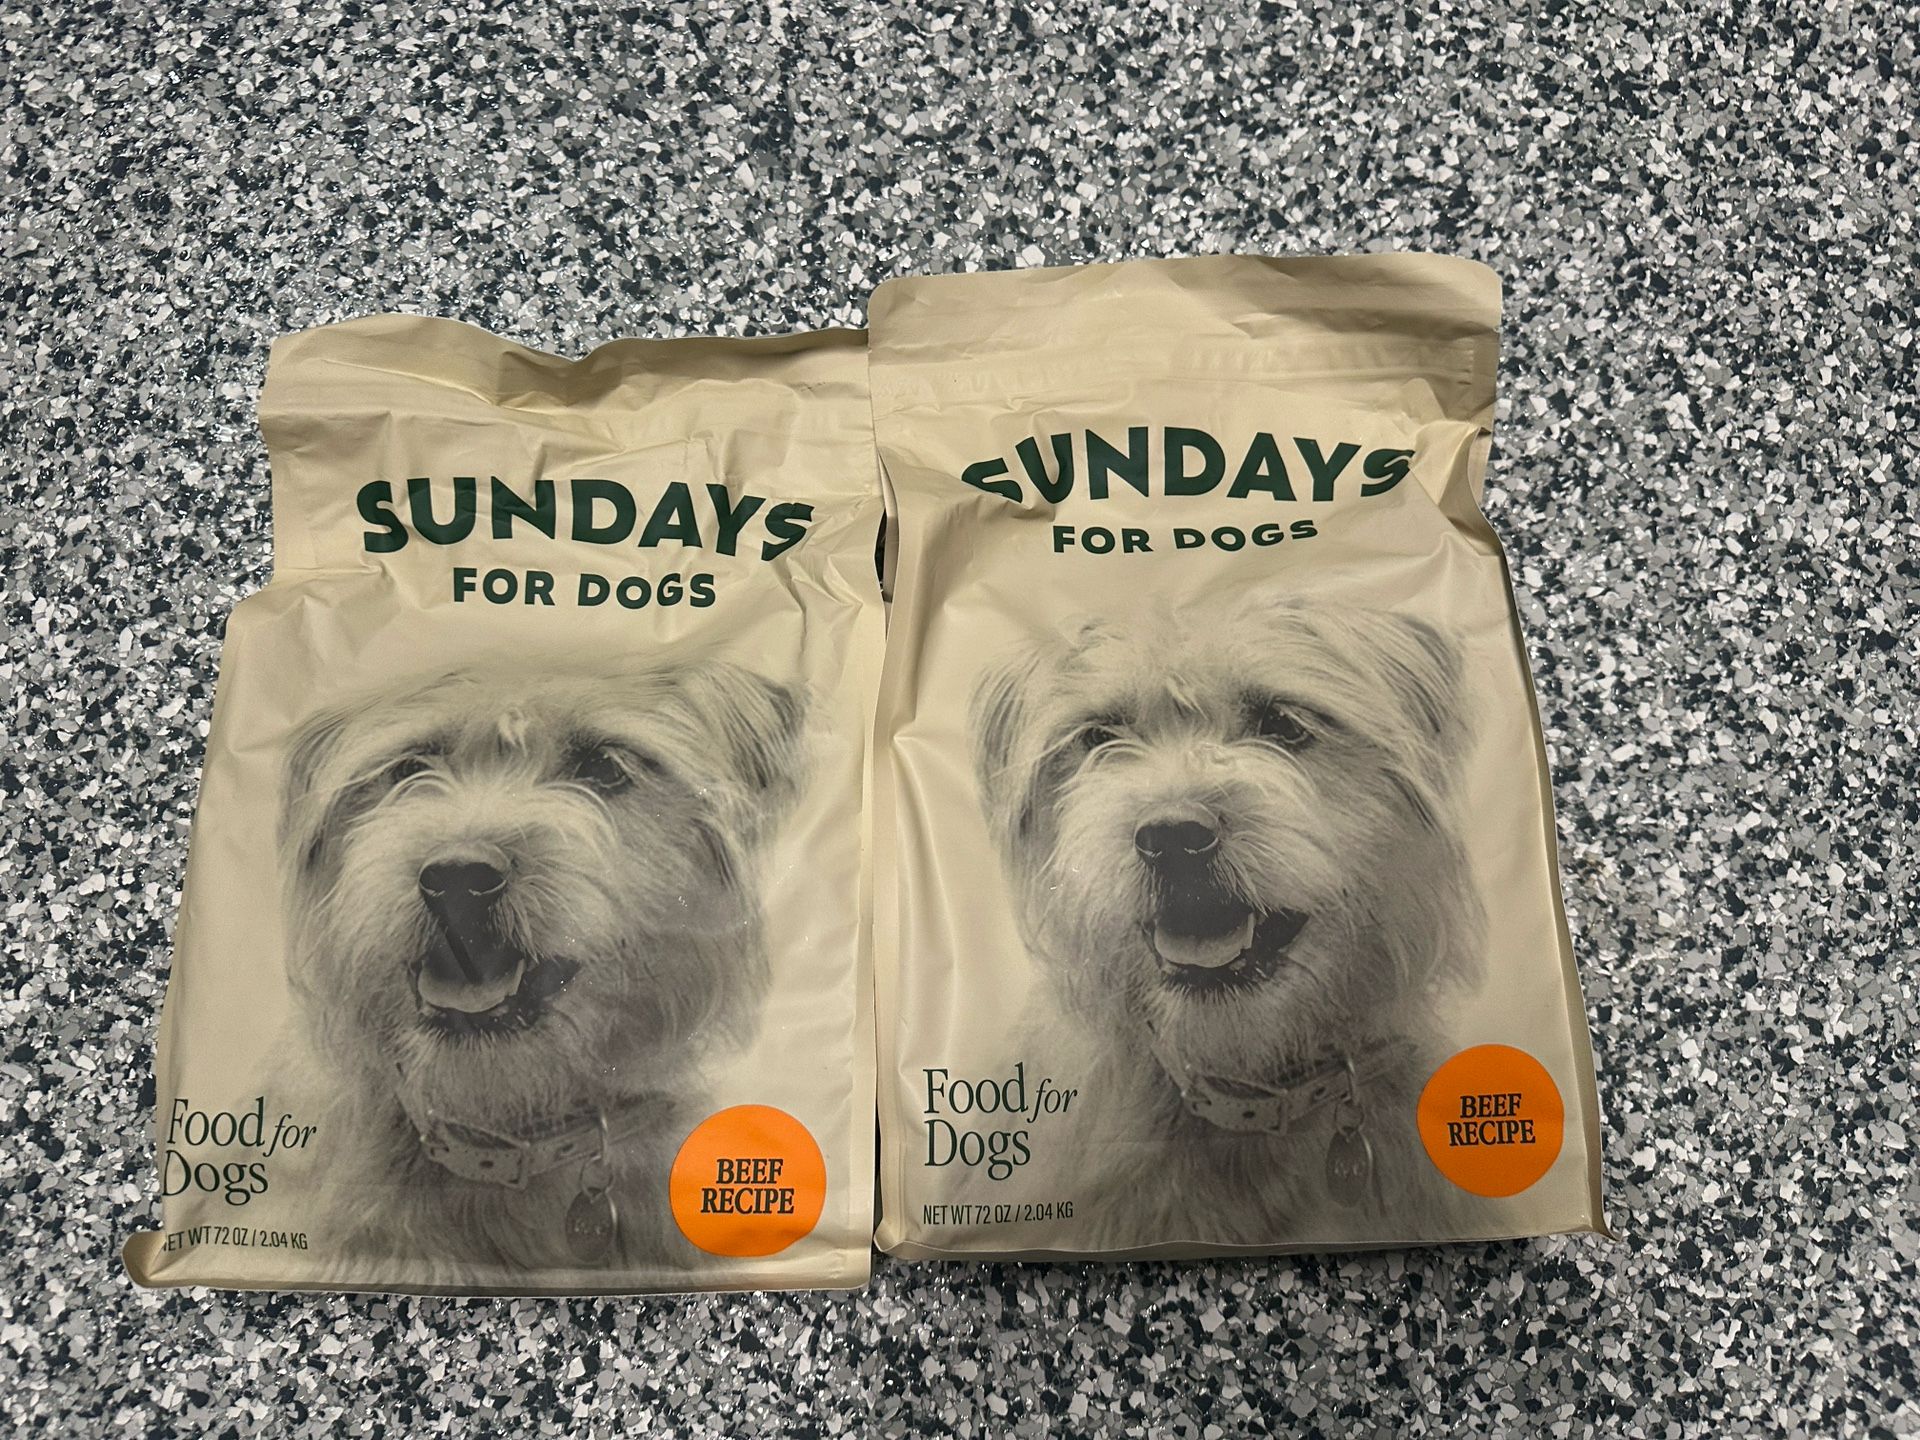 SUNDAYS
FOR DOGS
Food for
Dogs
NET WT 72 OZ / 2.04 KG
BEEF
RECIPE
SUNDAYS
FOR DOGS
Food for
Dogs
NET WT 72 OZ / 2.04 KG
BEEF
RECIPE